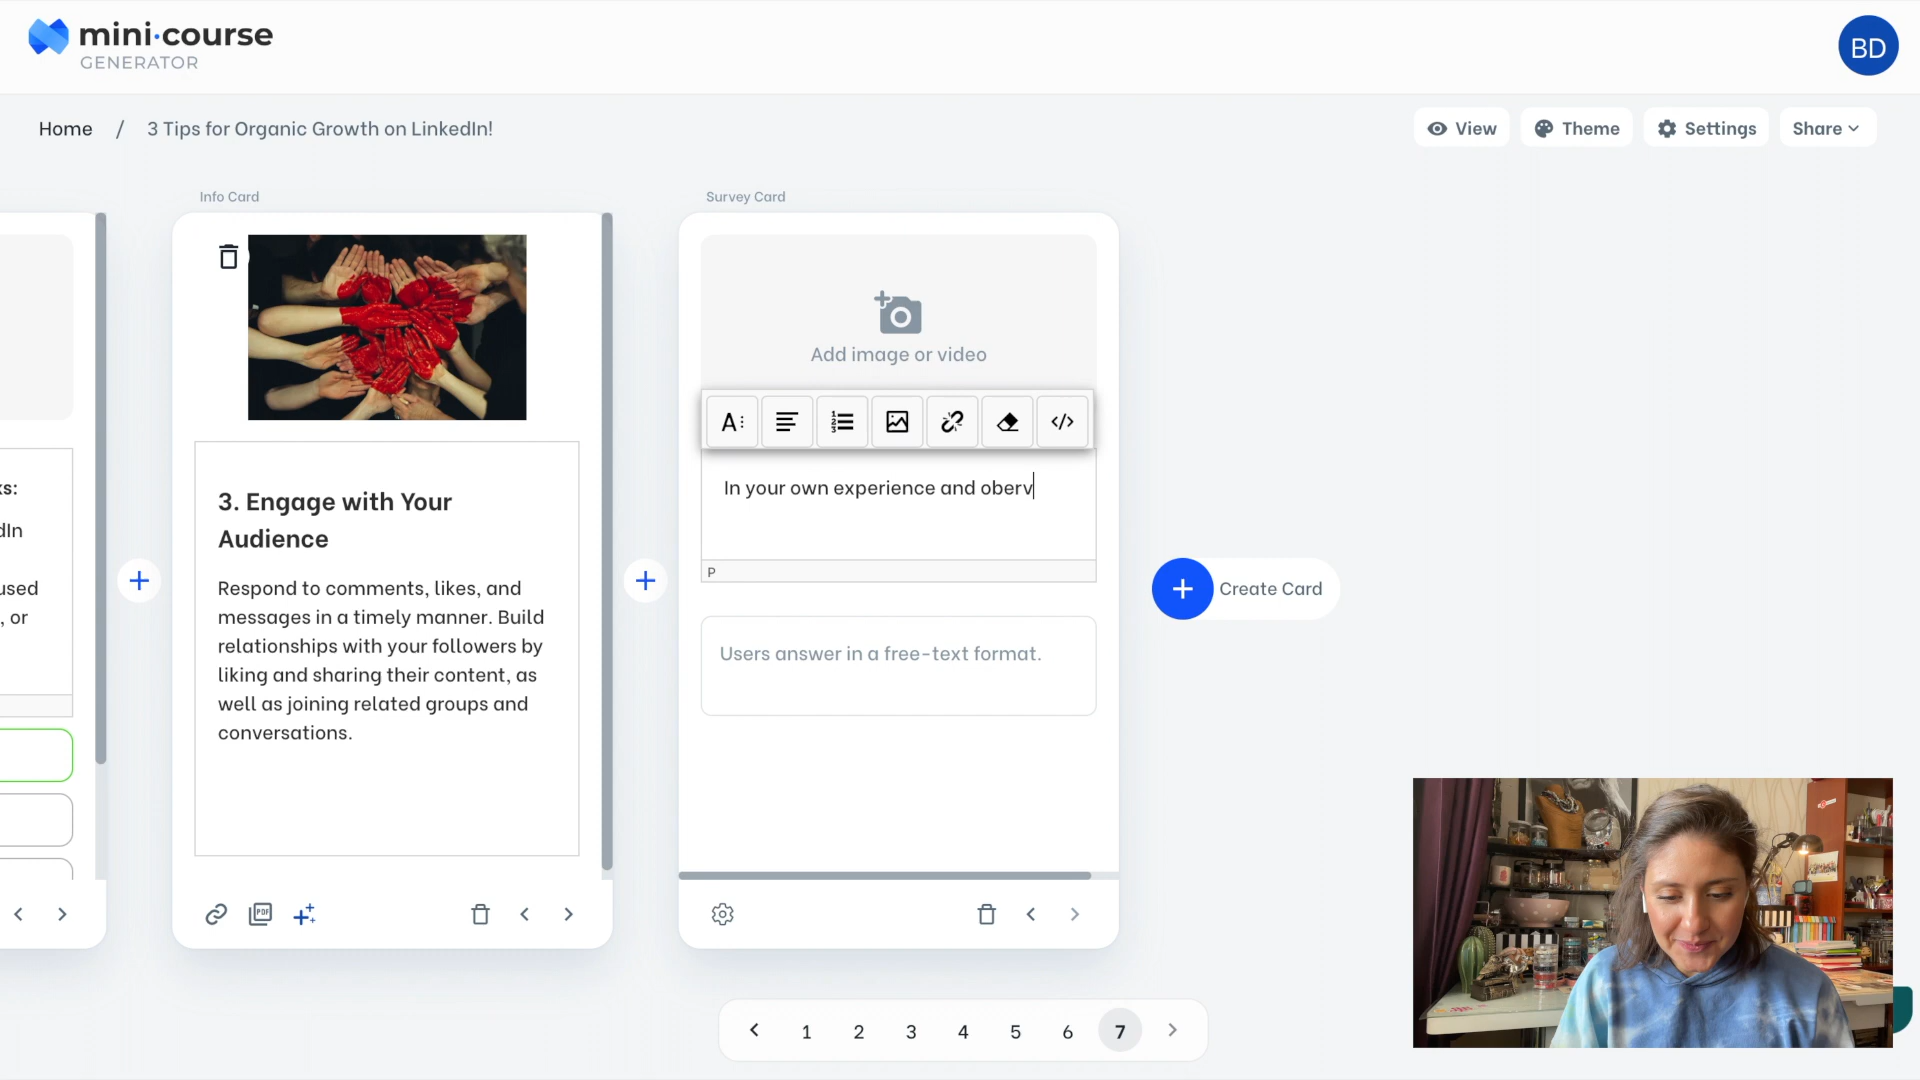 mini·course
GENERATOR
BD
Home / 3 Tips for Organic Growth on LinkedIn!
View
Theme
Settings
Share
Info Card
Survey Card
Add image or video
A
In your own experience and oberv
P
Users answer in a free-text format.
3. Engage with Your
Audience
Respond to comments, likes, and
messages in a timely manner. Build
relationships with your followers by
liking and sharing their content, as
well as joining related groups and
conversations.
PDF
Create Card
1 2 3 4 5 6 7